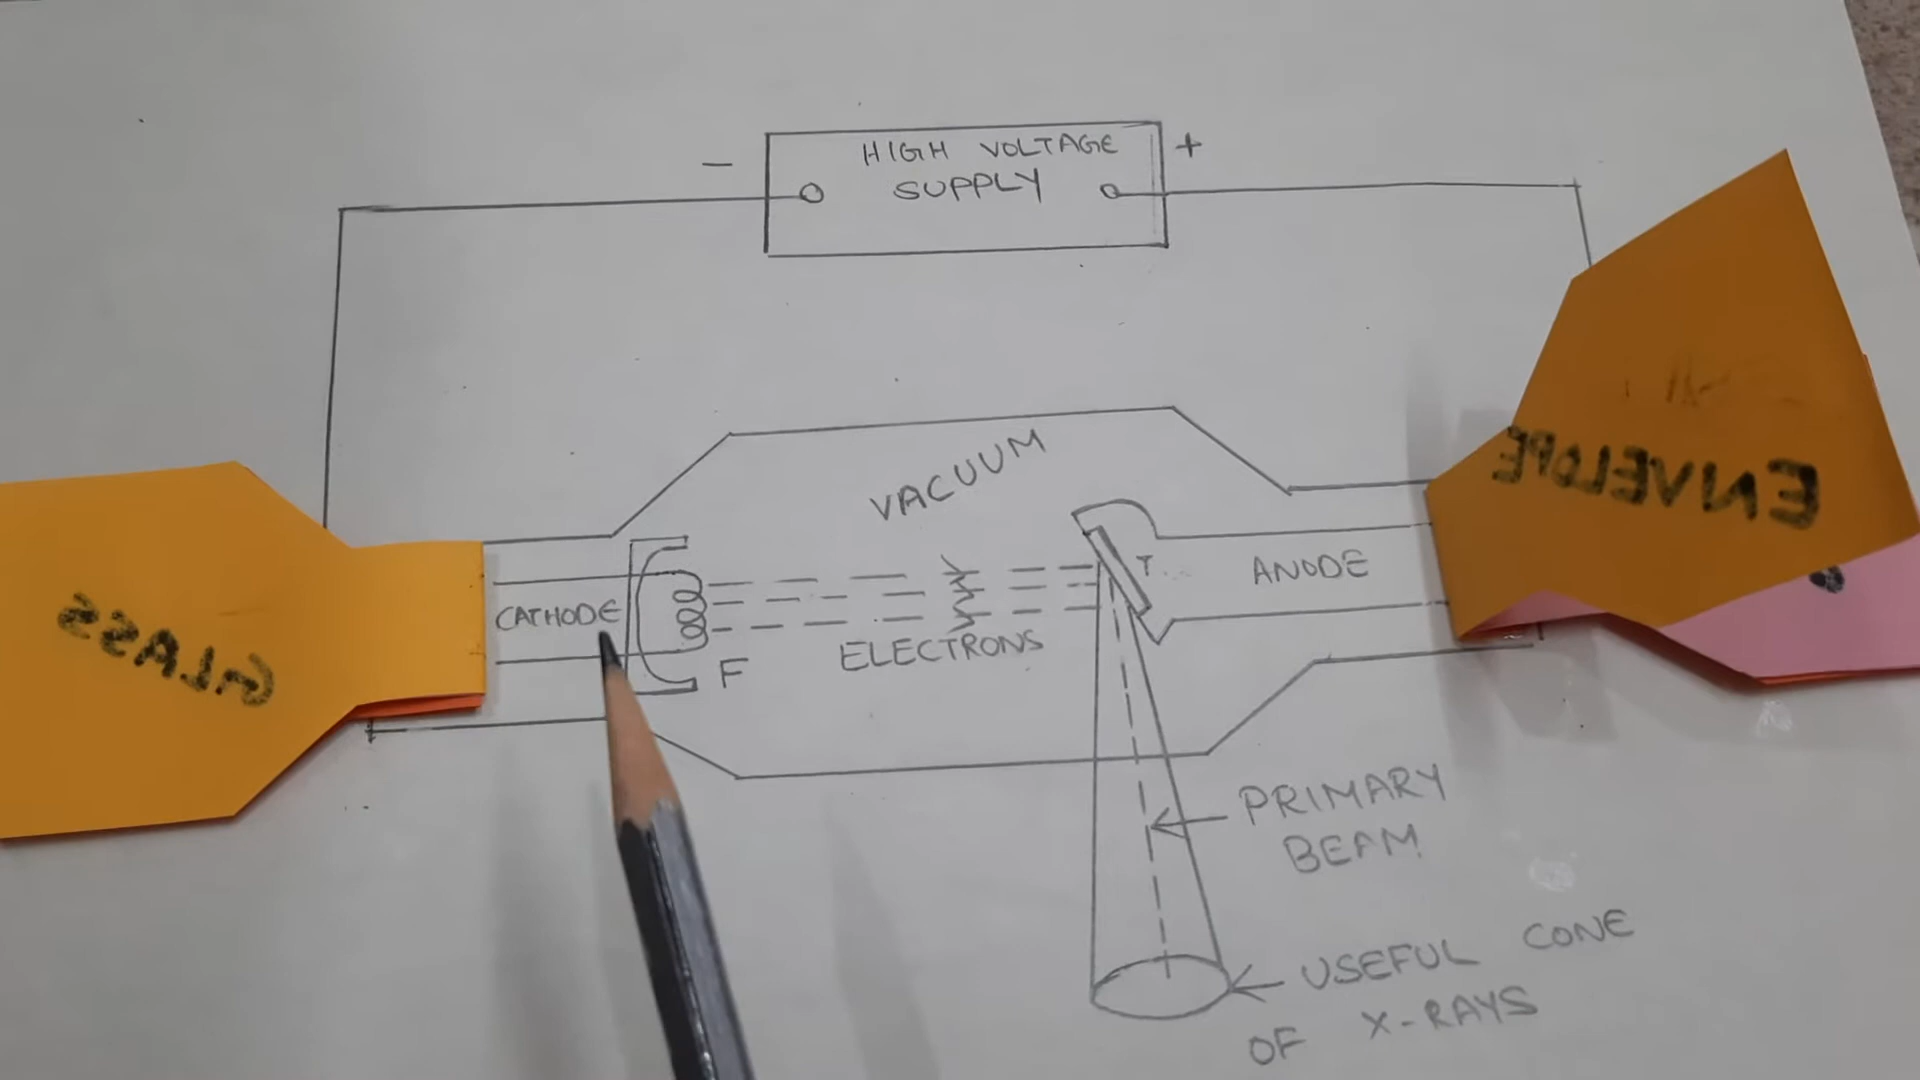 − HIGH VOLTAGE +
SUPPLY
VACUUM
ENVELOPE
GLASS
CATHODE
T
ANODE
F
ELECTRONS
PRIMARY
BEAM
USEFUL CONE
OF X-RAYS